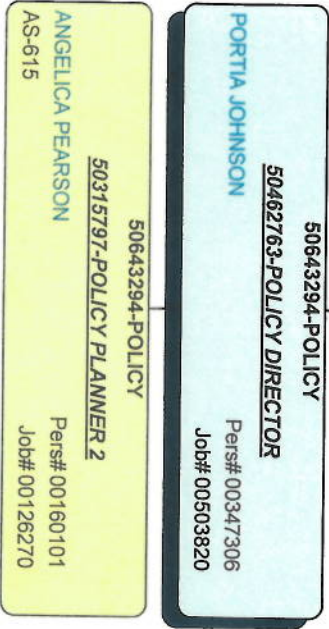 50643294-POLICY
50462763-POLICY DIRECTOR
PORTIA JOHNSON
Pers# 00347306
Job# 00503820
50643294-POLICY
50315797-POLICY PLANNER 2
ANGELICA PEARSON
Pers# 00160101
AS-615
Job# 00126270